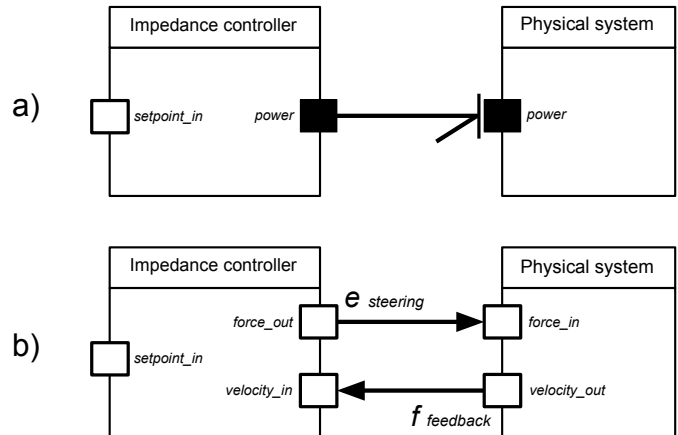 Impedance controller
Physical system
a)
setpoint_in
power
power
Impedance controller
Physical system
e steering
force_out
force_in
b)
setpoint_in
velocity_in
velocity_out
f feedback